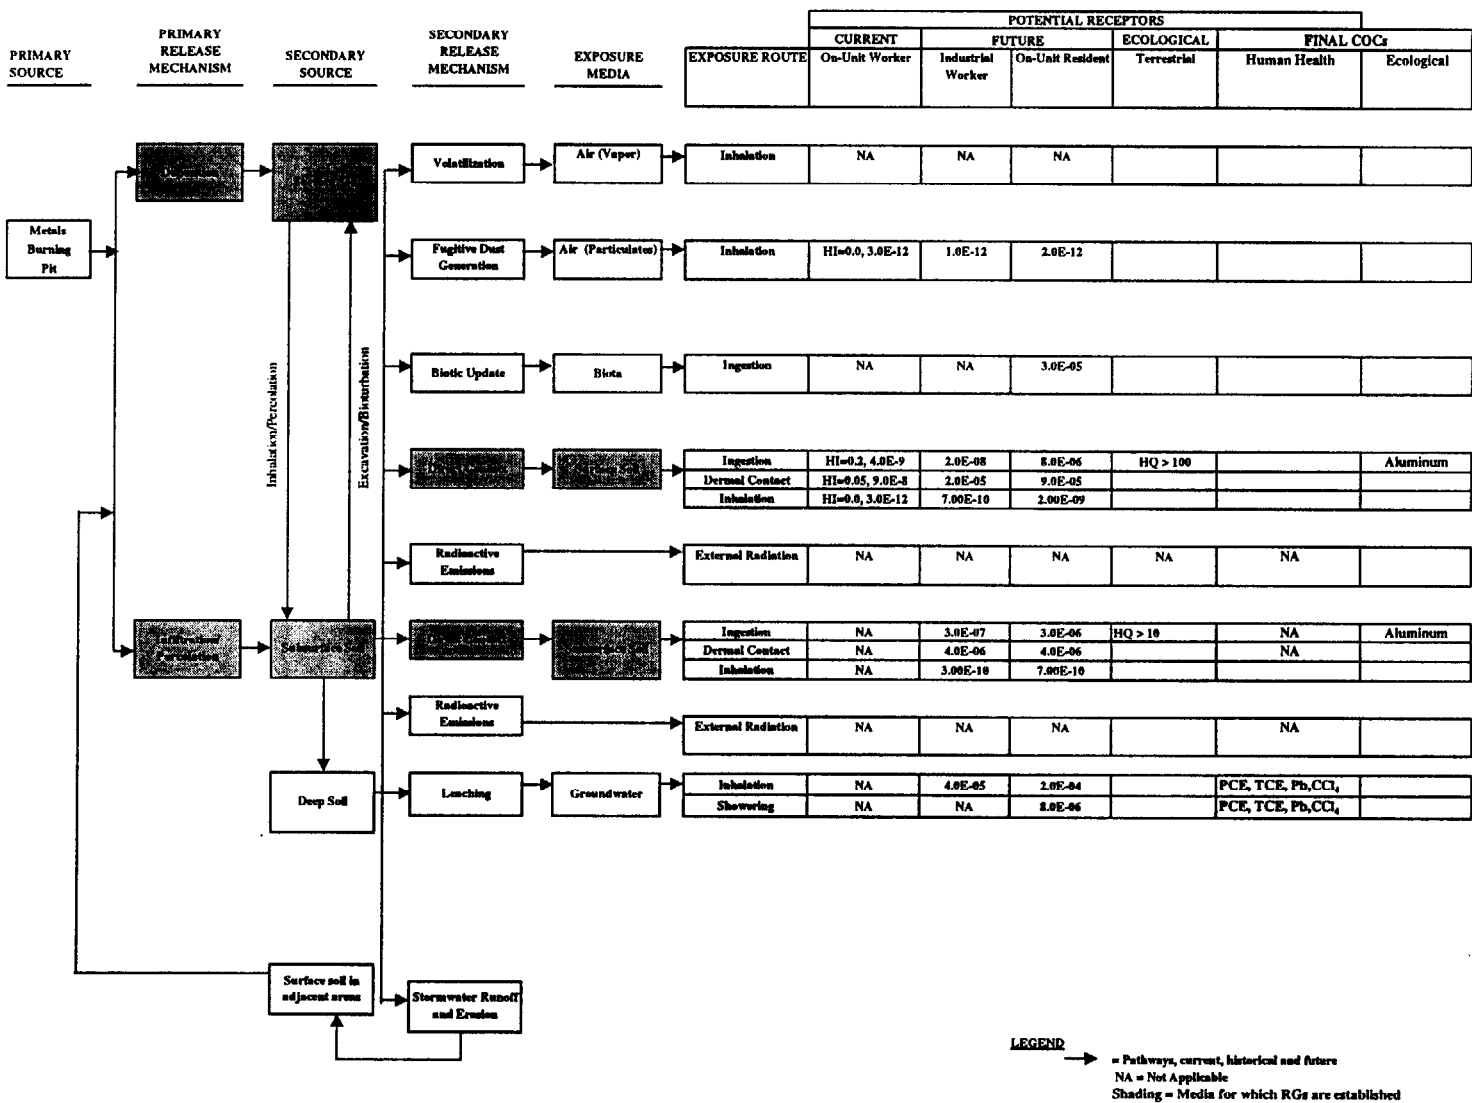 POTENTIAL RECEPTORS
PRIMARY SOURCE
PRIMARY RELEASE MECHANISM
SECONDARY SOURCE
SECONDARY RELEASE MECHANISM
EXPOSURE MEDIA
EXPOSURE ROUTE
CURRENT
FUTURE
ECOLOGICAL
FINAL COCs
On-Unit Worker
Industrial Worker
On-Unit Resident
Terrestrial
Human Health
Ecological
Metals Burning Pit
Volatilization
Air (Vapor)
Inhalation NA NA NA
Fugitive Dust Generation
Air (Particulates)
Inhalation HI=0.0, 3.0E-12 1.0E-12 2.0E-12
Inhalation/Percolation
Excavation/Bioturbation
Biotic Update
Biota
Ingestion NA NA 3.0E-05
Ingestion HI=0.2, 4.0E-9 2.0E-08 8.0E-06 HQ > 100 Aluminum
Dermal Contact HI=0.05, 9.0E-8 2.0E-05 9.0E-05
Inhalation HI=0.0, 3.0E-12 7.00E-10 2.00E-09
Radioactive Emissions
External Radiation NA NA NA NA NA
Infiltration/ Percolation
Subsurface Soil
Ingestion NA 3.0E-07 3.0E-06 HQ > 10 NA Aluminum
Dermal Contact NA 4.0E-06 4.0E-06 NA
Inhalation NA 3.00E-10 7.00E-10
Radioactive Emissions
External Radiation NA NA NA NA
Deep Soil
Leaching
Groundwater
Inhalation NA 4.0E-05 2.0E-04 PCE, TCE, Pb,CCl₄
Showering NA NA 8.0E-06 PCE, TCE, Pb,CCl₄
Surface soil in adjacent areas
Stormwater Runoff and Erosion
LEGEND
= Pathways, current, historical and future
NA = Not Applicable
Shading = Media for which RGs are established